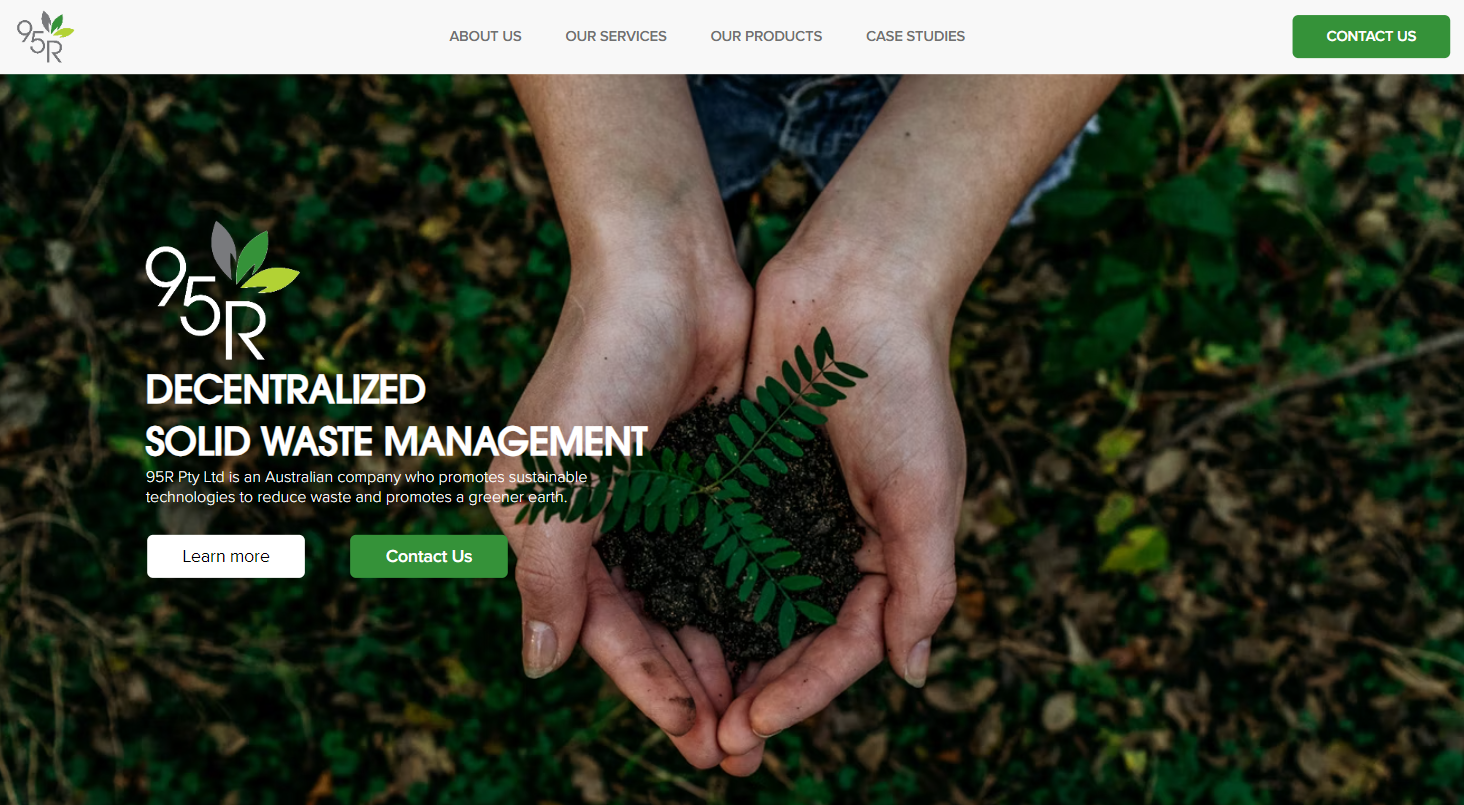 95R
ABOUT US
OUR SERVICES
OUR PRODUCTS
CASE STUDIES
CONTACT US
95R
DECENTRALIZED
SOLID WASTE MANAGEMENT
95R Pty Ltd is an Australian company who promotes sustainable
technologies to reduce waste and promotes a greener earth.
Learn more
Contact Us